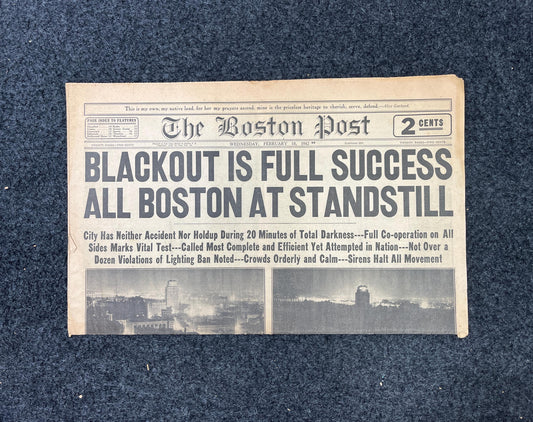 This is my own, my native land, for her my prayers ascend, mine is the priceless heritage to cherish, serve, defend.
The Boston Post
2 CENTS
WEDNESDAY, FEBRUARY 18, 1942
BLACKOUT IS FULL SUCCESS
ALL BOSTON AT STANDSTILL
City Has Neither Accident Nor Holdup During 20 Minutes of Total Darkness---Full Co-operation on All
Sides Marks Vital Test---Called Most Complete and Efficient Yet Attempted in Nation---Not Over a
Dozen Violations of Lighting Ban Noted---Crowds Orderly and Calm---Sirens Halt All Movement!